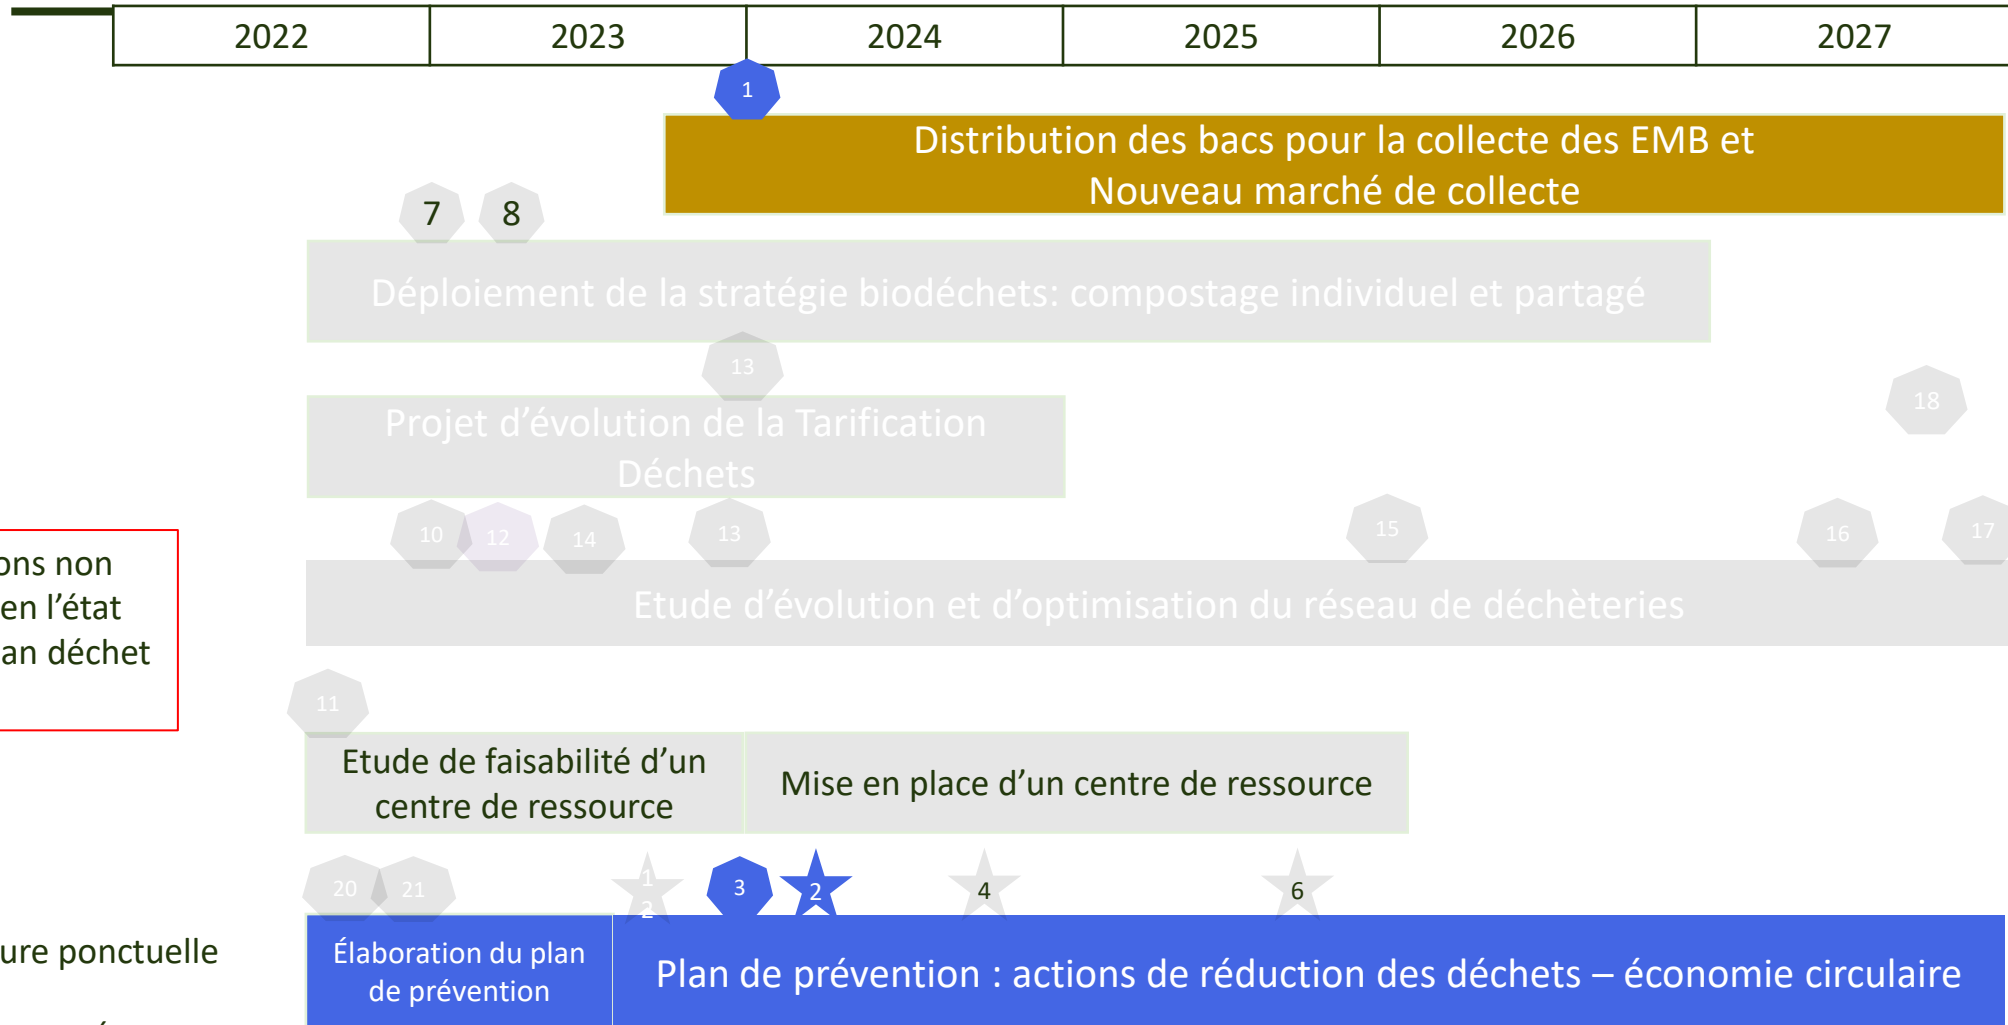 2022 2023 2024 2025 2026 2027
1
Distribution des bacs pour la collecte des EMB et
Nouveau marché de collecte
7 8
Déploiement de la stratégie biodéchets: compostage individuel et partagé
13
Projet d’évolution de la Tarification
Déchets
18
10 12 14 13 15 16 17
ons non
en l’état
an déchet
Etude d’évolution et d’optimisation du réseau de déchèteries
11
Etude de faisabilité d’un
centre de ressource
Mise en place d’un centre de ressource
20 21 1
2 3 2 4 6
ure ponctuelle
Élaboration du plan
de prévention
Plan de prévention : actions de réduction des déchets – économie circulaire